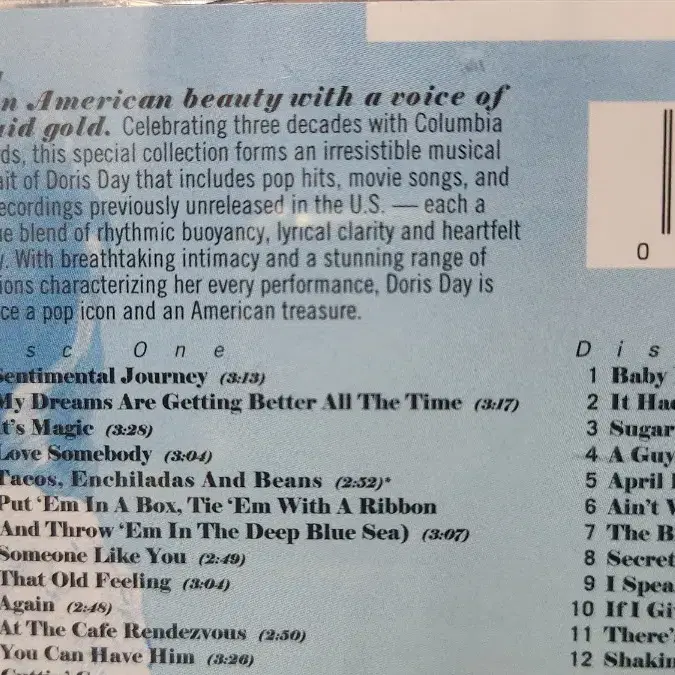 n American beauty with a voice of
uid gold. Celebrating three decades with Columbia
ds, this special collection forms an irresistible musical
ait of Doris Day that includes pop hits, movie songs, and
ecordings previously unreleased in the U.S. — each a
ue blend of rhythmic buoyancy, lyrical clarity and heartfelt
y. With breathtaking intimacy and a stunning range of
ions characterizing her every performance, Doris Day is
ce a pop icon and an American treasure.
0
s c O n e
Sentimental Journey (3:13)
My Dreams Are Getting Better All The Time (3:17)
It's Magic (3:28)
Love Somebody (3:04)
Tacos, Enchiladas And Beans (2:52)*
Put 'Em In A Box, Tie 'Em With A Ribbon
And Throw 'Em In The Deep Blue Sea) (3:07)
Someone Like You (2:49)
That Old Feeling (3:04)
Again (2:48)
At The Cafe Rendezvous (2:50)
You Can Have Him (3:26)
D i s
1 Baby
2 It Had
3 Sugar
4 A Guy
5 April
6 Ain't
7 The B
8 Secret
9 I Spea
10 If I Gi
11 There'
12 Shakin